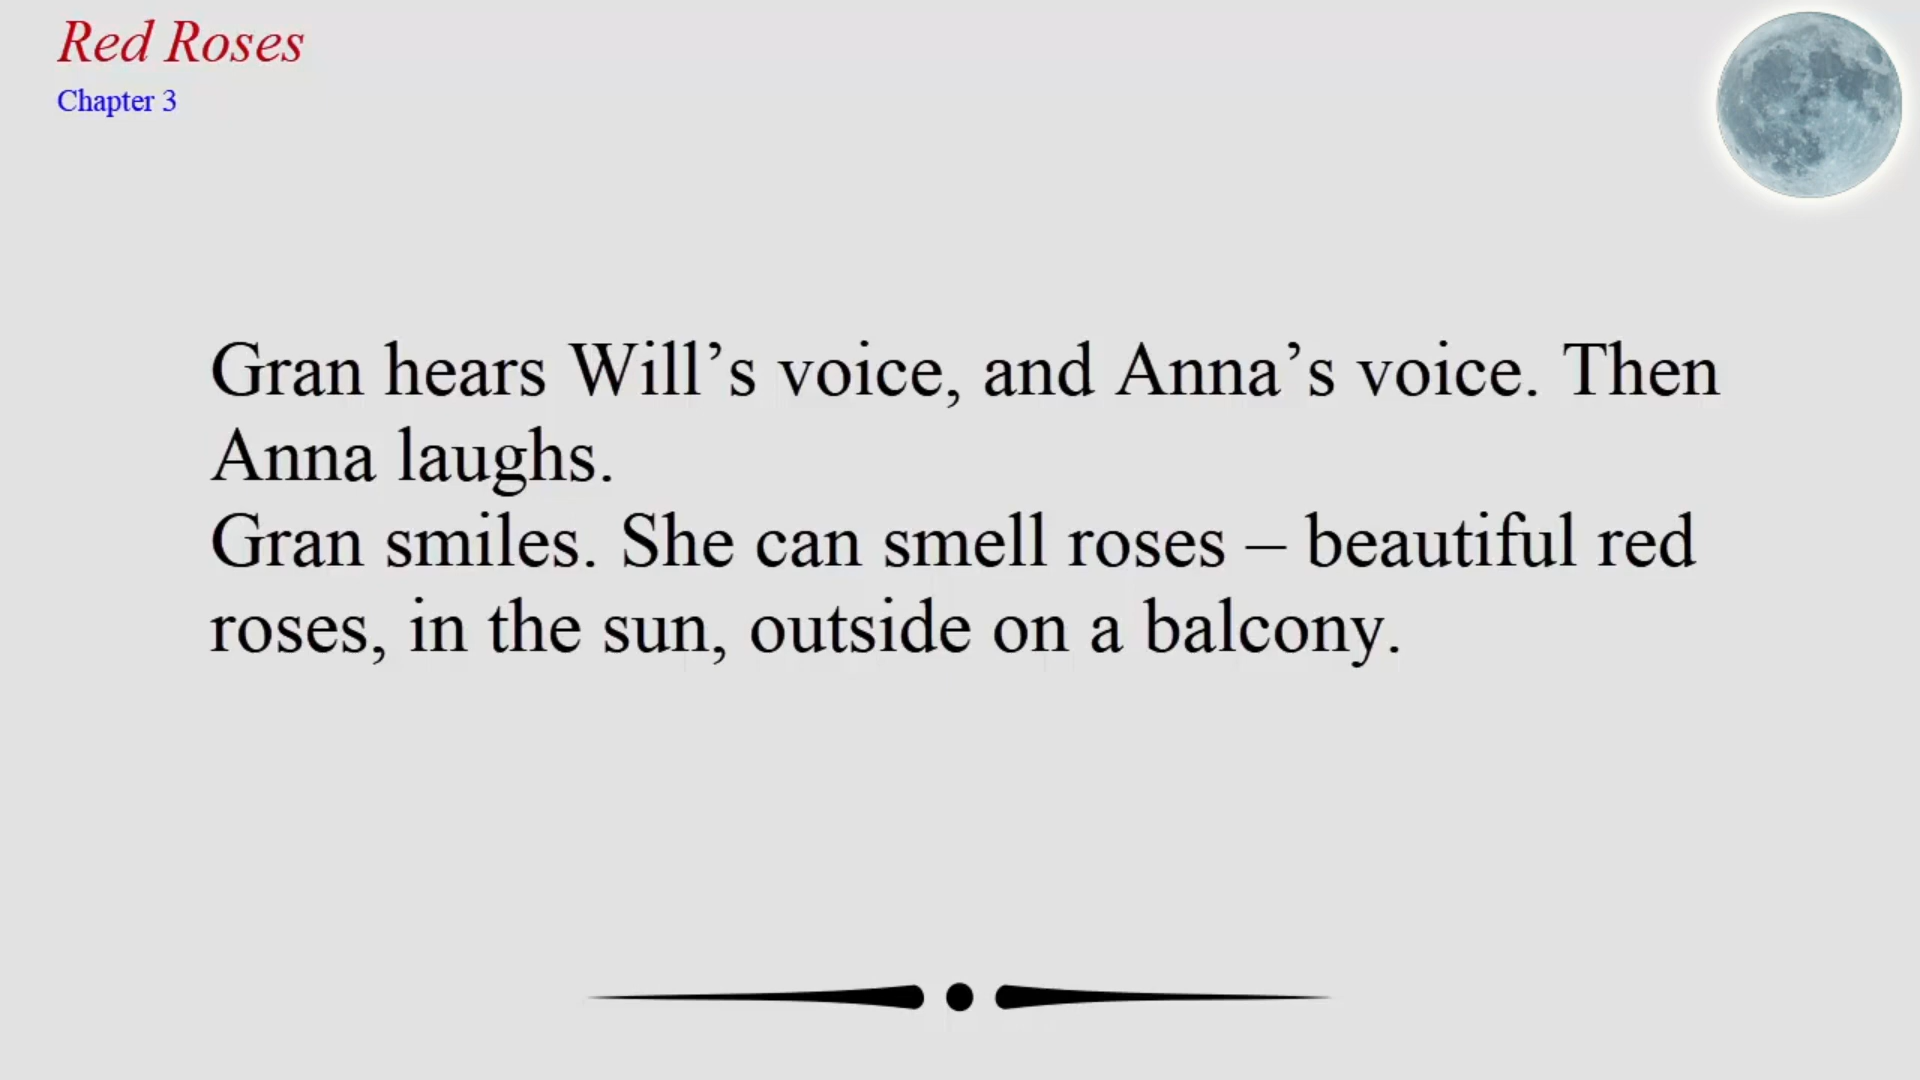 Red Roses
Chapter 3
Gran hears Will’s voice, and Anna’s voice. Then
Anna laughs.
Gran smiles. She can smell roses – beautiful red
roses, in the sun, outside on a balcony.